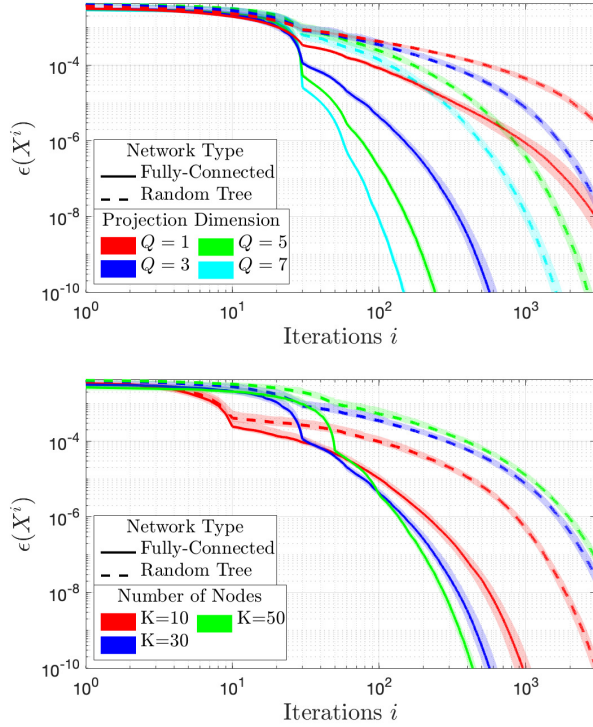 10^{-4}
10^{-6}
10^{-8}
10^{-10}
ϵ(X^i)
Network Type
Fully-Connected
Random Tree
Projection Dimension
Q = 1 Q = 5
Q = 3 Q = 7
10^0 10^1 10^2 10^3
Iterations i
10^{-4}
10^{-6}
10^{-8}
10^{-10}
ϵ(X^i)
Network Type
Fully-Connected
Random Tree
Number of Nodes
K=10 K=50
K=30
10^0 10^1 10^2 10^3
Iterations i